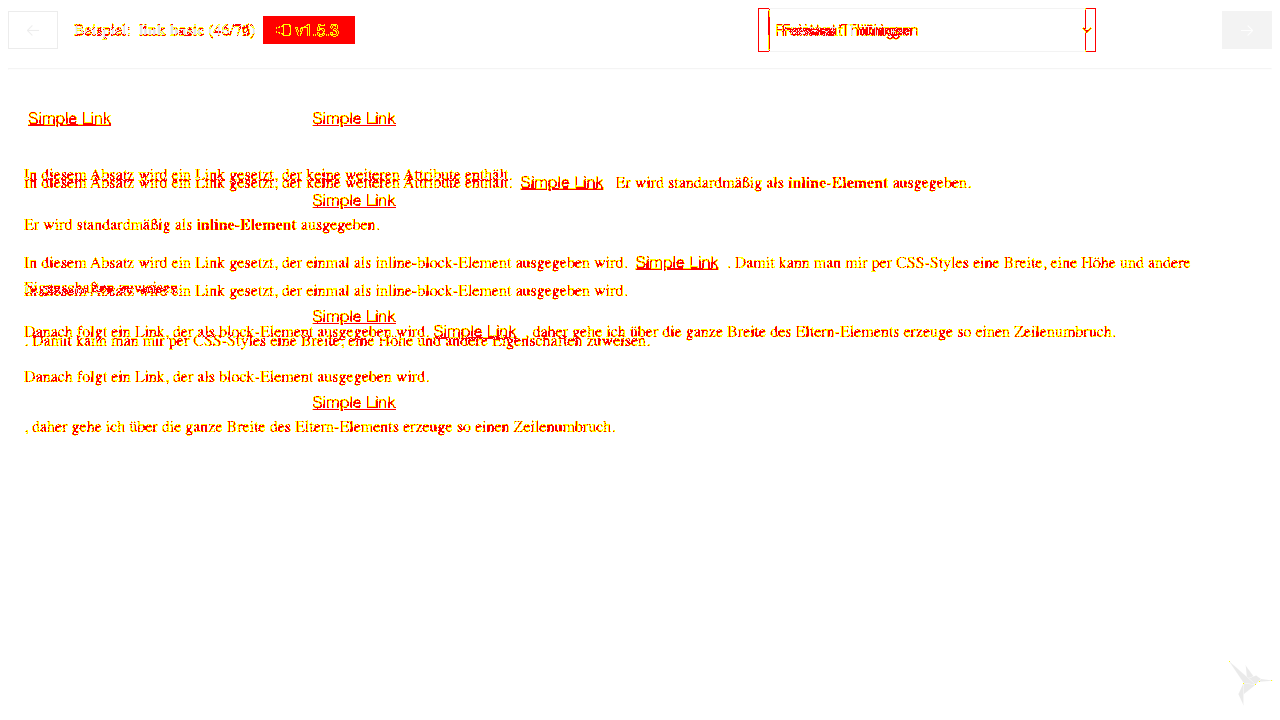 Beispiel: link basic v1.5.3
Simple Link Simple Link
In diesem Absatz wird ein Link gesetzt, der keine weiteren Attribute enthält.
In diesem Absatz wird ein Link gesetzt, der keine weiteren Attribute enthält. Simple Link Er wird standardmäßig als inline-Element ausgegeben.
Simple Link
Er wird standardmäßig als inline-Element ausgegeben.
In diesem Absatz wird ein Link gesetzt, der einmal als inline-block-Element ausgegeben wird. Simple Link . Damit kann man mir per CSS-Styles eine Breite, eine Höhe und andere
In diesem Absatz wird ein Link gesetzt, der einmal als inline-block-Element ausgegeben wird.
Simple Link
Danach folgt ein Link, der als block-Element ausgegeben wird. Simple Link , daher gehe ich über die ganze Breite des Eltern-Elements erzeuge so einen Zeilenumbruch.
. Damit kann man mir per CSS-Styles eine Breite, eine Höhe und andere Eigenschaften zuweisen.
Danach folgt ein Link, der als block-Element ausgegeben wird.
Simple Link
, daher gehe ich über die ganze Breite des Eltern-Elements erzeuge so einen Zeilenumbruch.